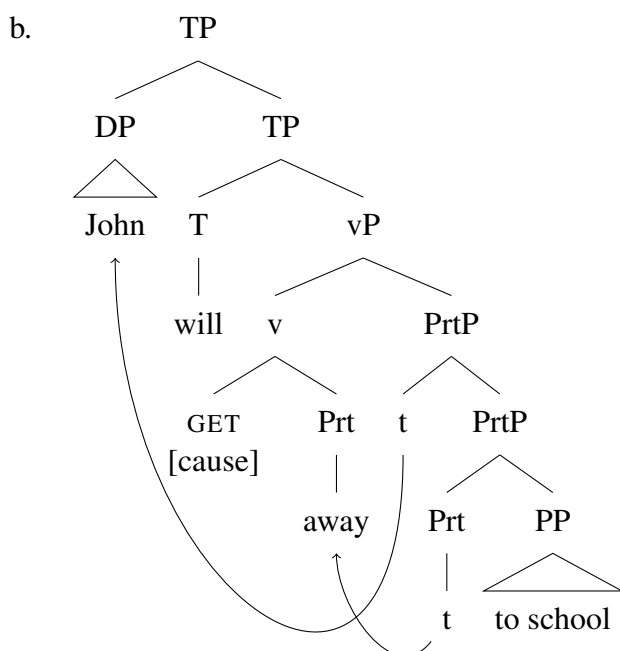 b.
TP
DP TP
John T vP
will v PrtP
GET Prt t PrtP
[cause]
away Prt PP
t to school